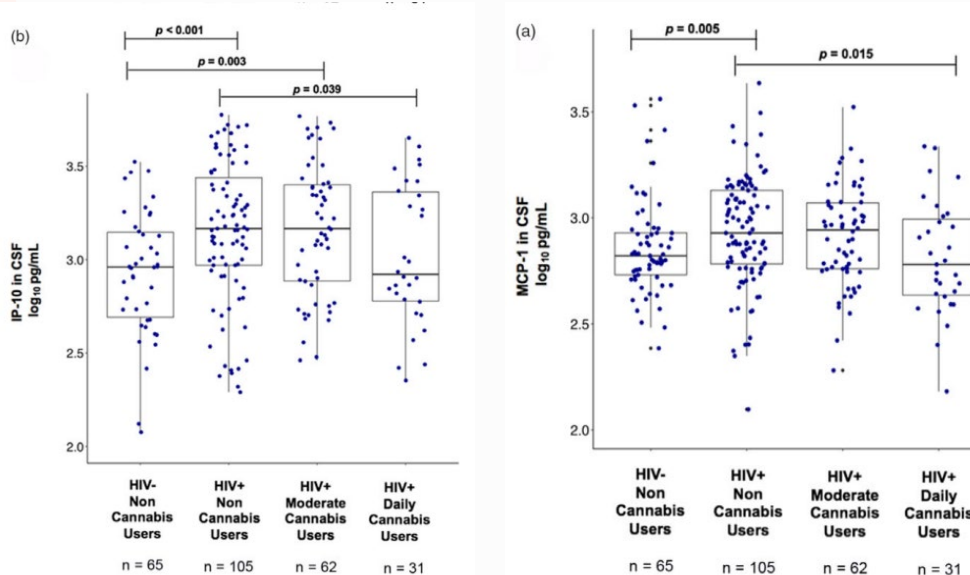 (b)
p < 0.001
p = 0.003
p = 0.039
IP-10 in CSF
log₁₀ pg/mL
3.5
3.0
2.5
2.0
HIV- HIV+ HIV+ HIV+
Non Non Moderate Daily
Cannabis Cannabis Cannabis Cannabis
Users Users Users Users
n = 65 n = 105 n = 62 n = 31
(a)
p = 0.005
p = 0.015
MCP-1 in CSF
log₁₀ pg/mL
3.5
3.0
2.5
2.0
HIV- HIV+ HIV+ HIV+
Non Non Moderate Daily
Cannabis Cannabis Cannabis Cannabis
Users Users Users Users
n = 65 n = 105 n = 62 n = 31